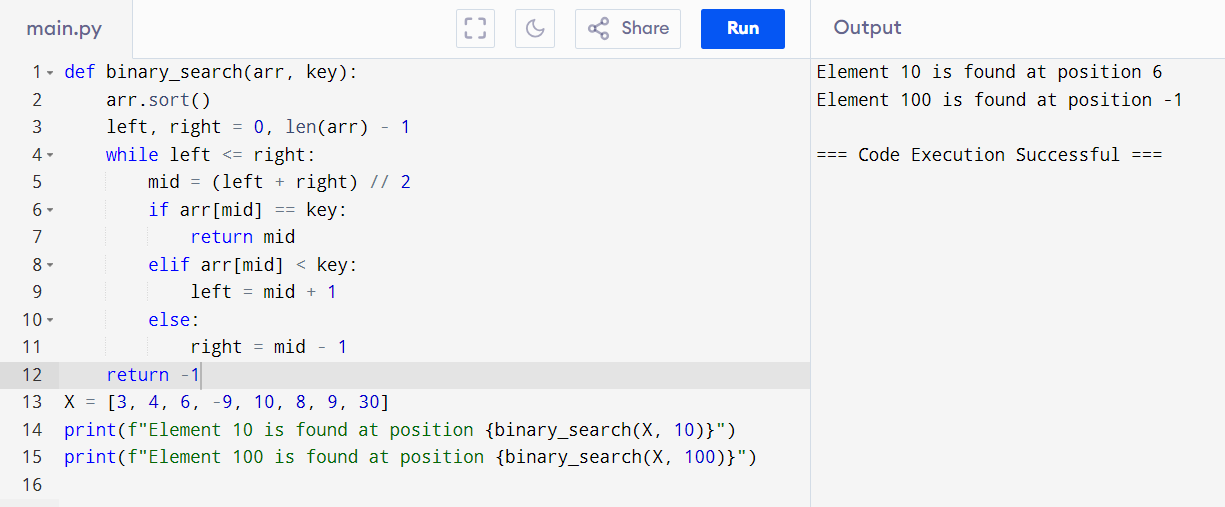 main.py
Share
Run
Output
1 def binary_search(arr, key):
2     arr.sort()
3     left, right = 0, len(arr) - 1
4     while left <= right:
5         mid = (left + right) // 2
6         if arr[mid] == key:
7             return mid
8         elif arr[mid] < key:
9             left = mid + 1
10         else:
11             right = mid - 1
12     return -1
13 X = [3, 4, 6, -9, 10, 8, 9, 30]
14 print(f"Element 10 is found at position {binary_search(X, 10)}")
15 print(f"Element 100 is found at position {binary_search(X, 100)}")
16
Element 10 is found at position 6
Element 100 is found at position -1
=== Code Execution Successful ===